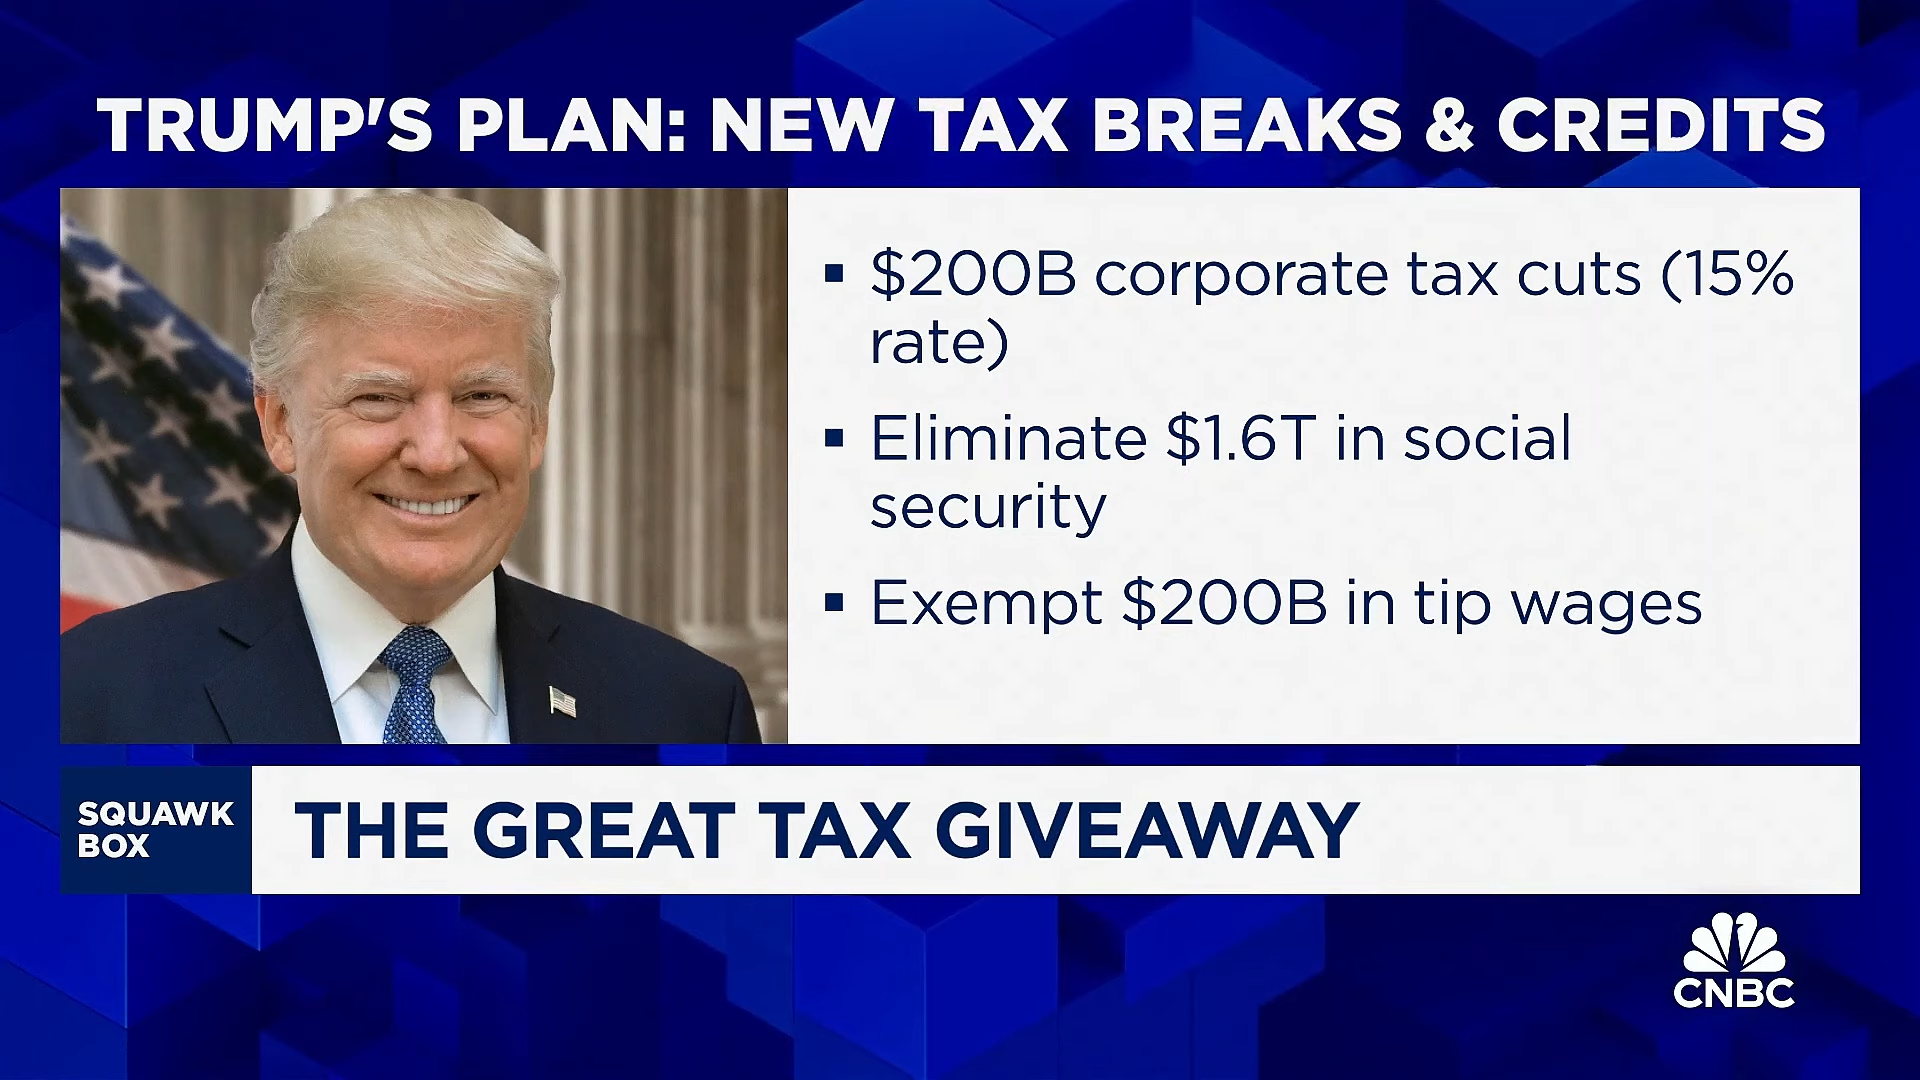 TRUMP'S PLAN: NEW TAX BREAKS & CREDITS
▪ $200B corporate tax cuts (15%
rate)
▪ Eliminate $1.6T in social
security
▪ Exempt $200B in tip wages
SQUAWK
BOX
THE GREAT TAX GIVEAWAY
CNBC